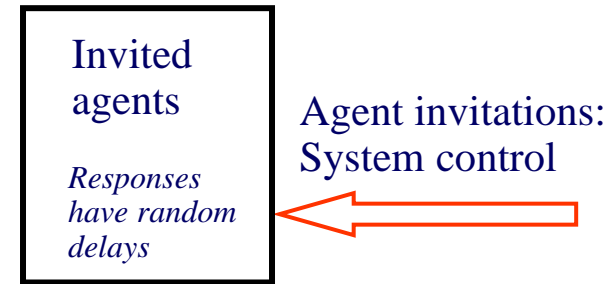 Invited
agents
Responses
have random
delays
Agent invitations:
System control